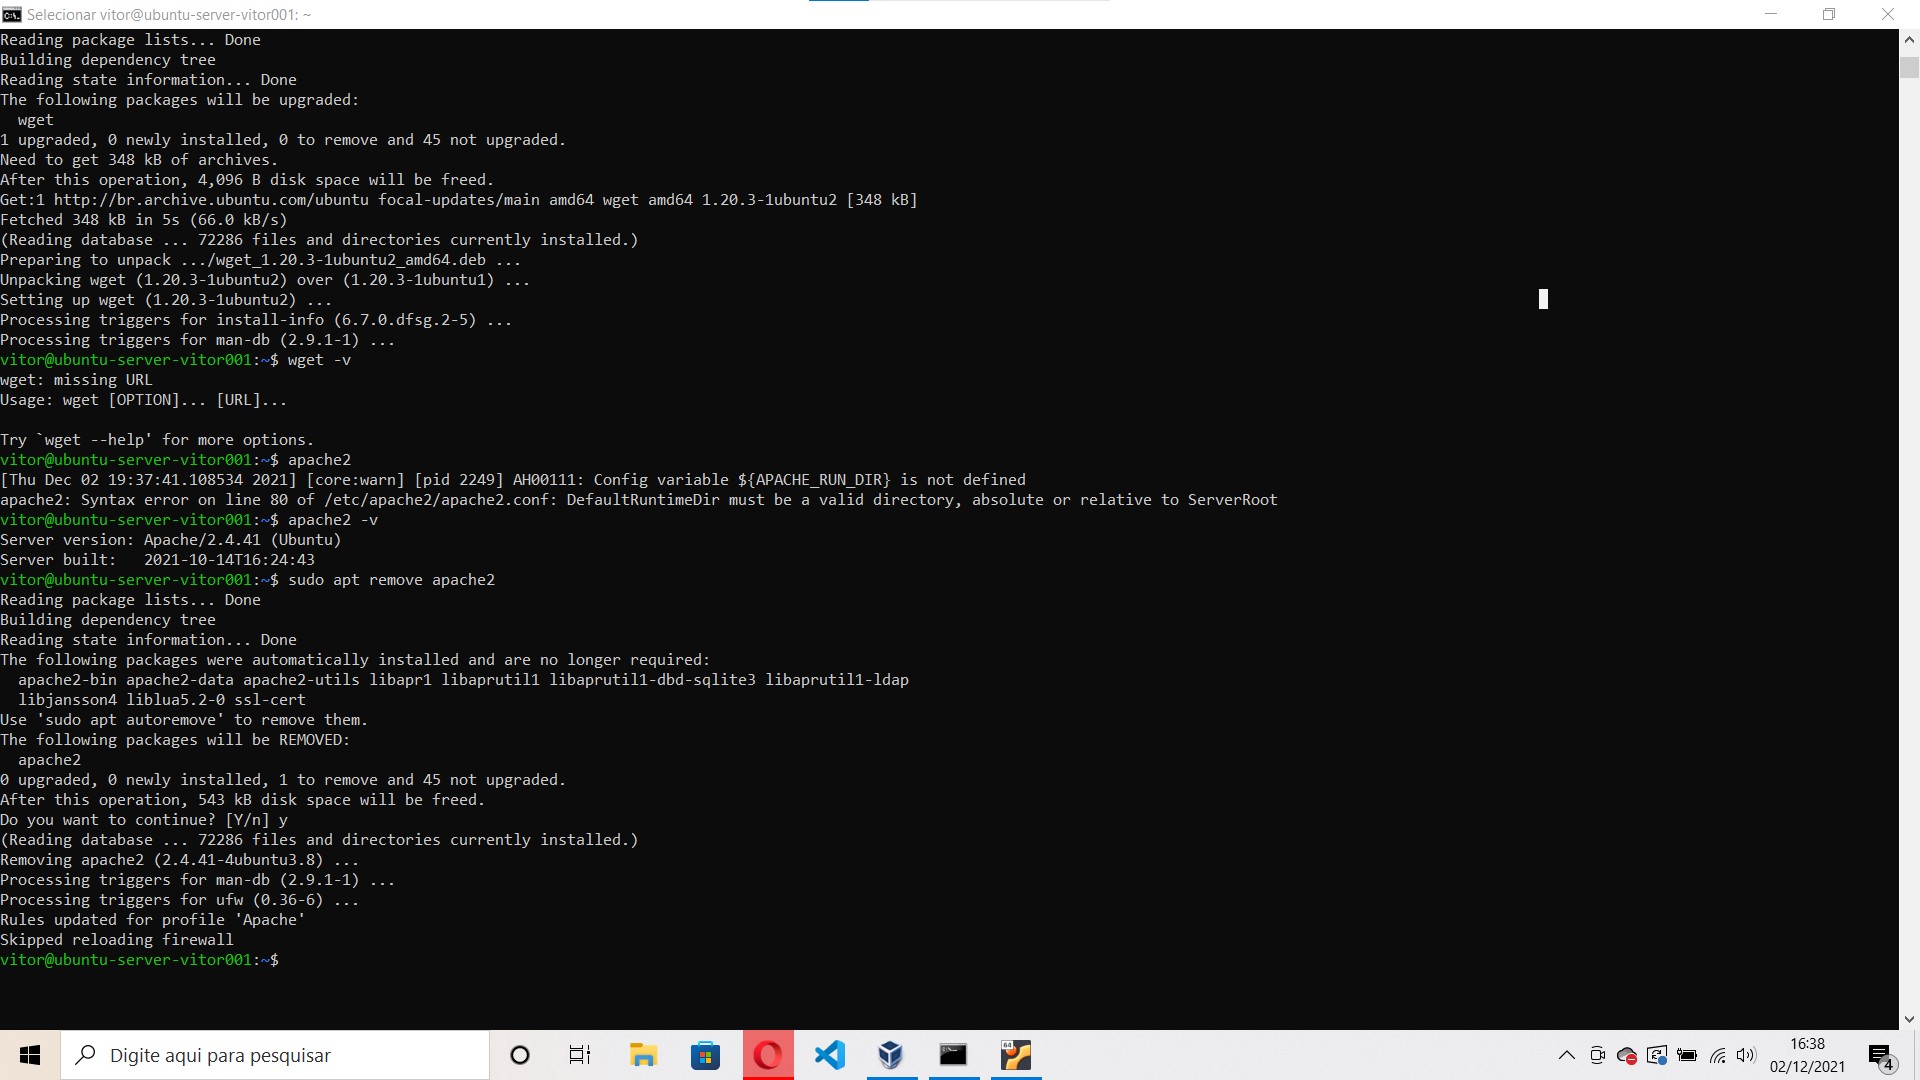 Selecionar vitor@ubuntu-server-vitor001: ~
Reading package lists... Done
Building dependency tree
Reading state information... Done
The following packages will be upgraded:
  wget
1 upgraded, 0 newly installed, 0 to remove and 45 not upgraded.
Need to get 348 kB of archives.
After this operation, 4,096 B disk space will be freed.
Get:1 http://br.archive.ubuntu.com/ubuntu focal-updates/main amd64 wget amd64 1.20.3-1ubuntu2 [348 kB]
Fetched 348 kB in 5s (66.0 kB/s)
(Reading database ... 72286 files and directories currently installed.)
Preparing to unpack .../wget_1.20.3-1ubuntu2_amd64.deb ...
Unpacking wget (1.20.3-1ubuntu2) over (1.20.3-1ubuntu1) ...
Setting up wget (1.20.3-1ubuntu2) ...
Processing triggers for install-info (6.7.0.dfsg.2-5) ...
Processing triggers for man-db (2.9.1-1) ...
vitor@ubuntu-server-vitor001:~$ wget -v
wget: missing URL
Usage: wget [OPTION]... [URL]...

Try `wget --help' for more options.
vitor@ubuntu-server-vitor001:~$ apache2
[Thu Dec 02 19:37:41.108534 2021] [core:warn] [pid 2249] AH00111: Config variable ${APACHE_RUN_DIR} is not defined
apache2: Syntax error on line 80 of /etc/apache2/apache2.conf: DefaultRuntimeDir must be a valid directory, absolute or relative to ServerRoot
vitor@ubuntu-server-vitor001:~$ apache2 -v
Server version: Apache/2.4.41 (Ubuntu)
Server built:   2021-10-14T16:24:43
vitor@ubuntu-server-vitor001:~$ sudo apt remove apache2
Reading package lists... Done
Building dependency tree
Reading state information... Done
The following packages were automatically installed and are no longer required:
  apache2-bin apache2-data apache2-utils libapr1 libaprutil1 libaprutil1-dbd-sqlite3 libaprutil1-ldap
  libjansson4 liblua5.2-0 ssl-cert
Use 'sudo apt autoremove' to remove them.
The following packages will be REMOVED:
  apache2
0 upgraded, 0 newly installed, 1 to remove and 45 not upgraded.
After this operation, 543 kB disk space will be freed.
Do you want to continue? [Y/n] y
(Reading database ... 72286 files and directories currently installed.)
Removing apache2 (2.4.41-4ubuntu3.8) ...
Processing triggers for man-db (2.9.1-1) ...
Processing triggers for ufw (0.36-6) ...
Rules updated for profile 'Apache'
Skipped reloading firewall
vitor@ubuntu-server-vitor001:~$
Digite aqui para pesquisar
64
16:38
02/12/2021
4